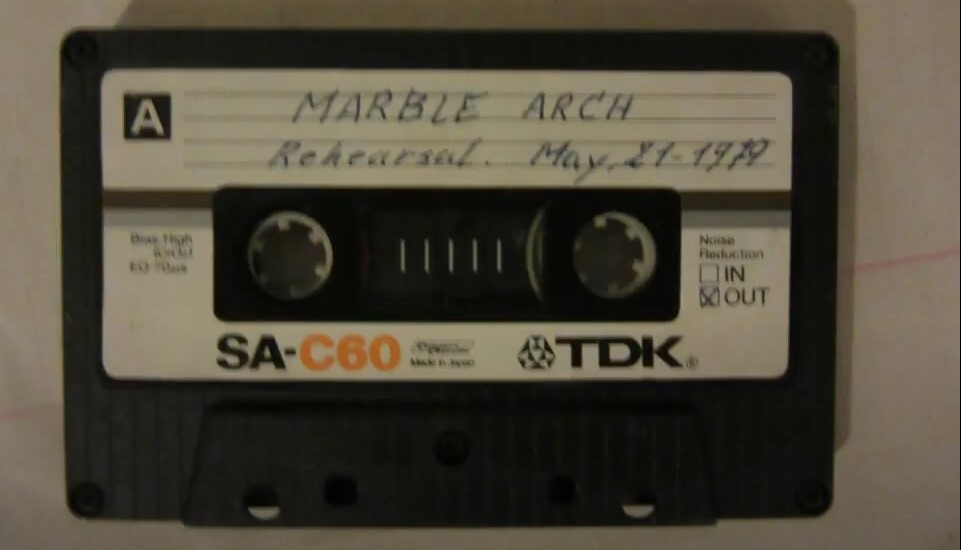 A
MARBLE ARCH
Rehearsal. May, 21-1979
Bias High
EQ 70µs
Noise
Reduction
IN
OUT
SA-C60
Made in Japan
TDK